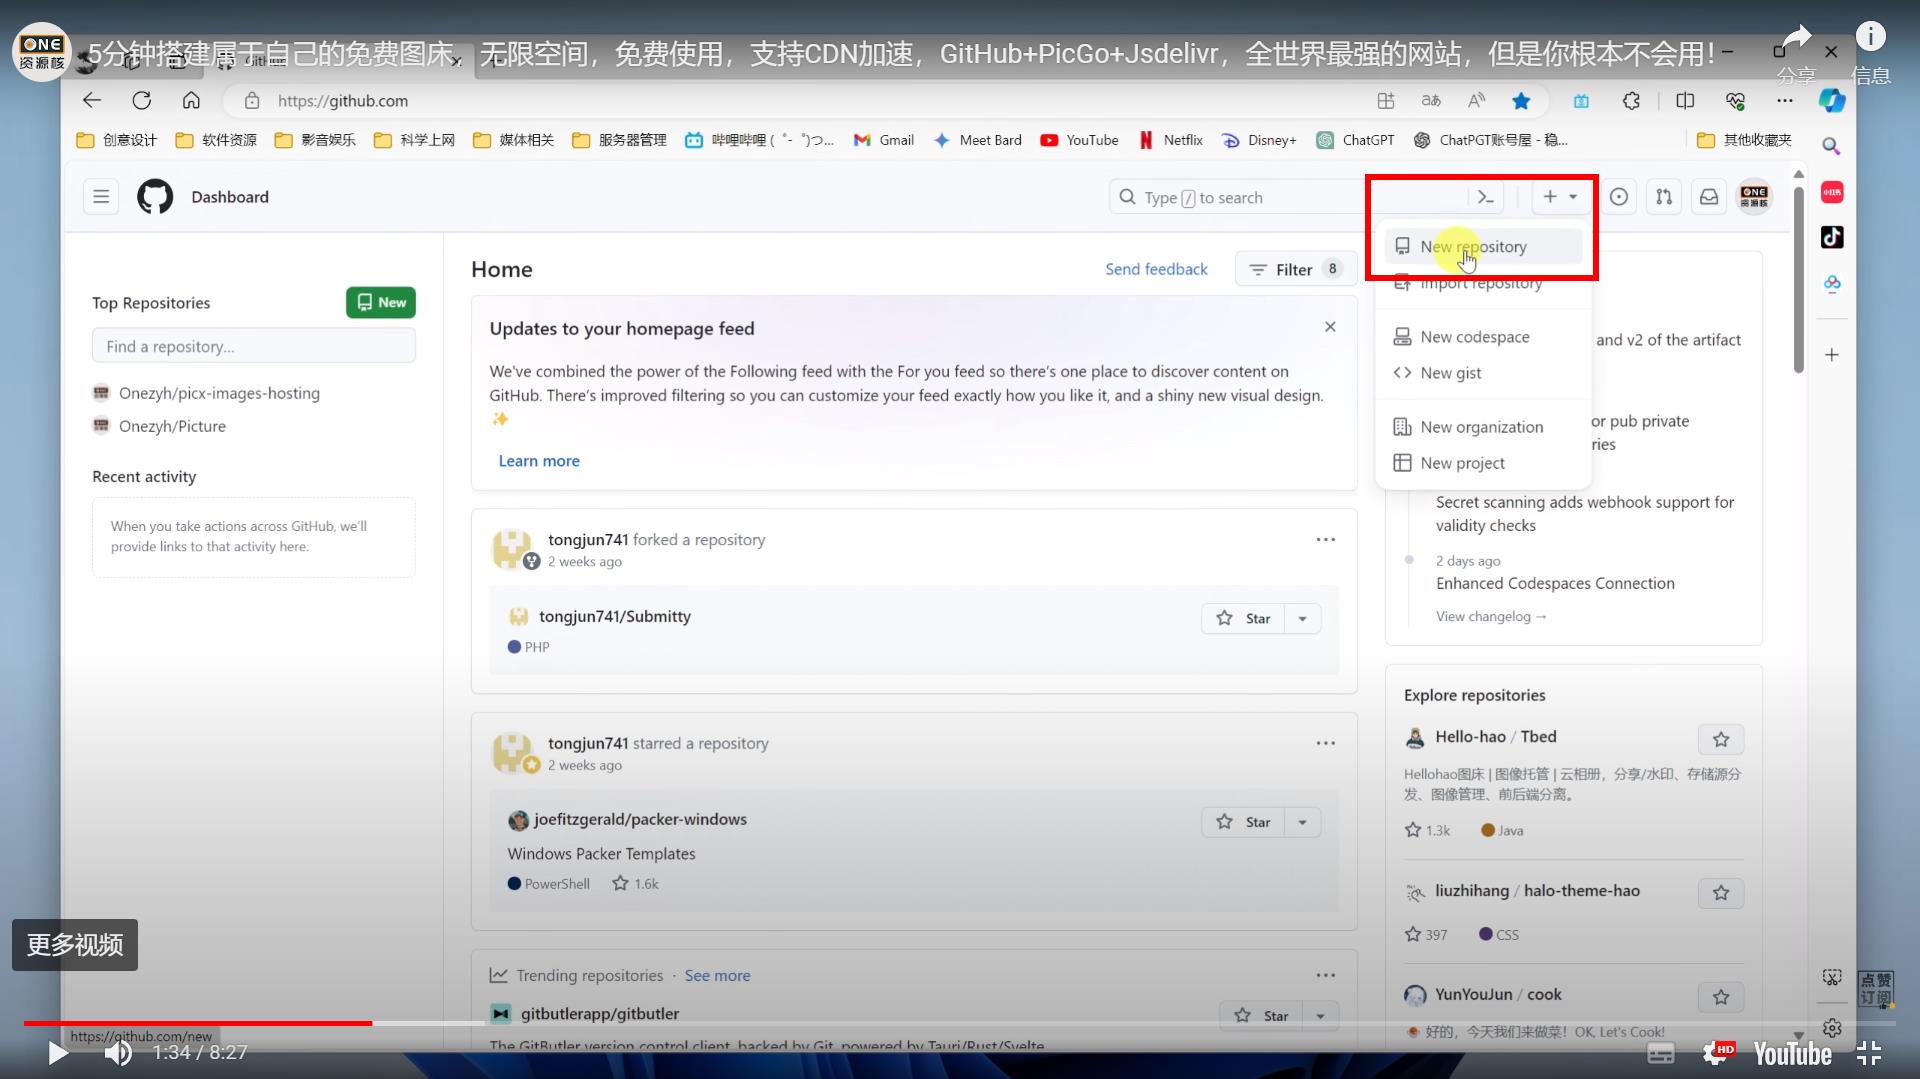 ONE
资源核
5分钟搭建属于自己的免费图床，无限空间，免费使用，支持CDN加速，GitHub+PicGo+Jsdelivr，全世界最强的网站，但是你根本不会用！
分享
信息
https://github.com
创意设计
软件资源
影音娱乐
科学上网
媒体相关
服务器管理
哔哩哔哩 ( ゜- ゜)つ...
Gmail
Meet Bard
YouTube
Netflix
Disney+
ChatGPT
ChatPGT账号屋 - 稳...
其他收藏夹
Dashboard
Type / to search
ONE
资源核
小红书
New repository
Import repository
New codespace
New gist
New organization
New project
Top Repositories
New
Find a repository...
Onezyh/picx-images-hosting
Onezyh/Picture
Recent activity
When you take actions across GitHub, we'll
provide links to that activity here.
Home
Send feedback
Filter 8
Updates to your homepage feed
We've combined the power of the Following feed with the For you feed so there's one place to discover content on
GitHub. There's improved filtering so you can customize your feed exactly how you like it, and a shiny new visual design.
✨
Learn more
tongjun741 forked a repository
2 weeks ago
tongjun741/Submitty
PHP
Star
tongjun741 starred a repository
2 weeks ago
joefitzgerald/packer-windows
Star
Windows Packer Templates
PowerShell
1.6k
Trending repositories · See more
gitbutlerapp/gitbutler
Star
The GitButler version control client, backed by Git, powered by Tauri/Rust/Svelte
and v2 of the artifact
or pub private
ries
Secret scanning adds webhook support for
validity checks
2 days ago
Enhanced Codespaces Connection
View changelog →
Explore repositories
Hello-hao / Tbed
Hellohao图床 | 图像托管 | 云相册，分享/水印、存储源分
发、图像管理、前后端分离。
1.3k
Java
liuzhihang / halo-theme-hao
397
CSS
YunYouJun / cook
好的，今天我们来做菜！OK, Let's Cook!
点赞
订阅
更多视频
https://github.com/new
1:34 / 8:27
HD
YouTube